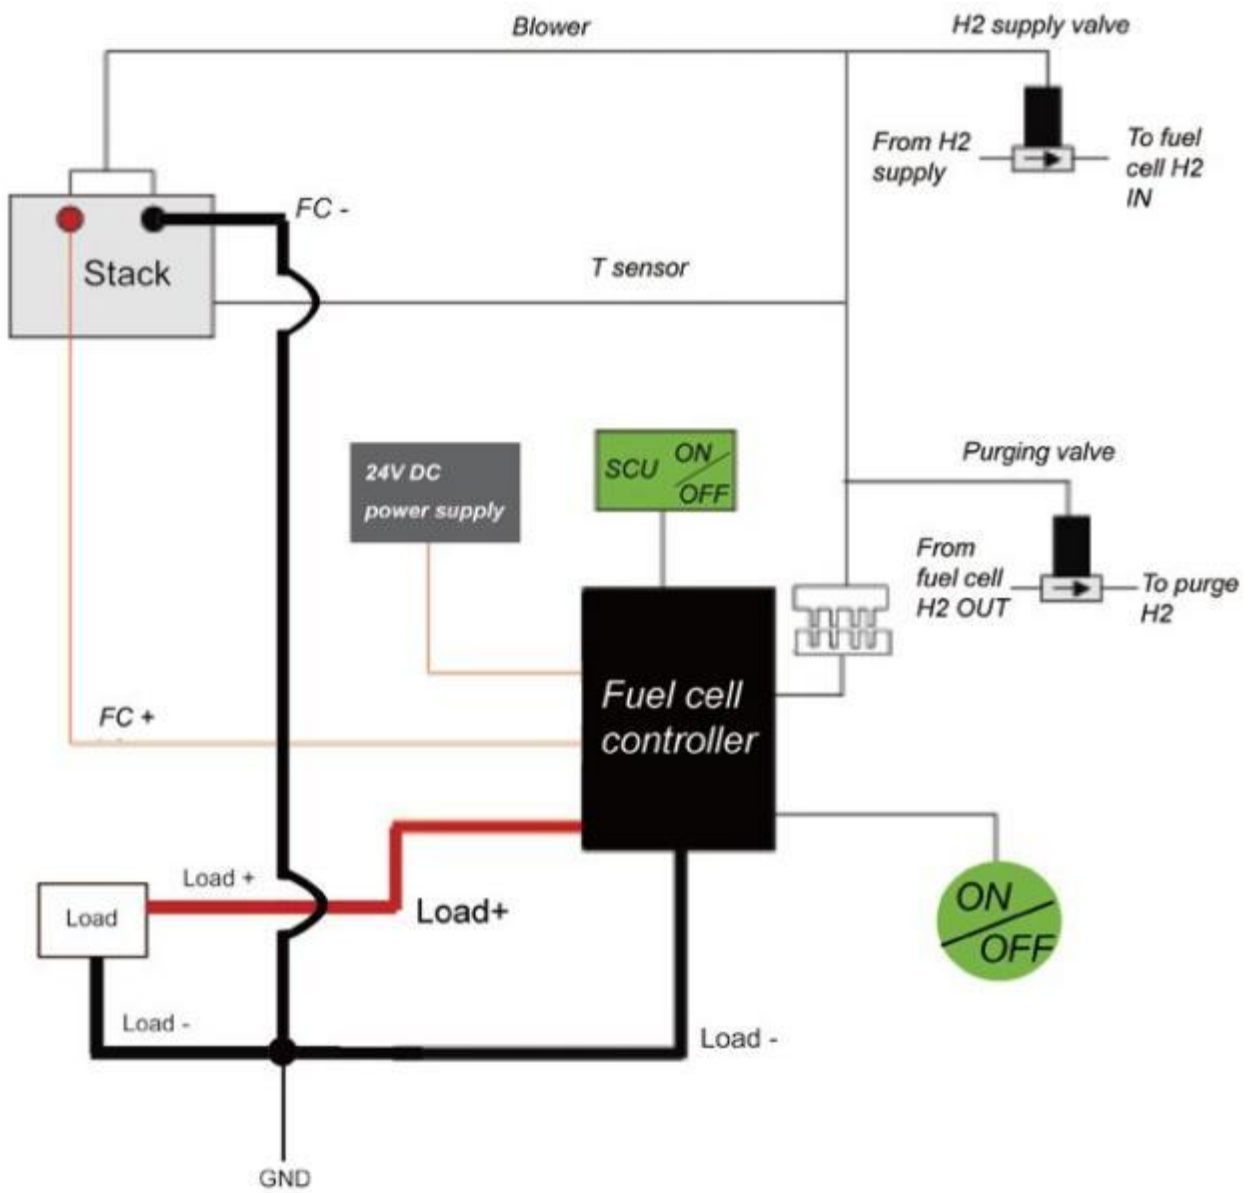 Blower
H2 supply valve
From H2
supply
To fuel
cell H2
IN
FC -
Stack
T sensor
24V DC
power supply
SCU ON
OFF
Purging valve
From
fuel cell
H2 OUT
To purge
H2
Fuel cell
controller
FC +
Load +
Load+
Load
ON
OFF
Load -
Load -
GND